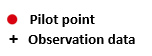 Pilot point
+ Observation data